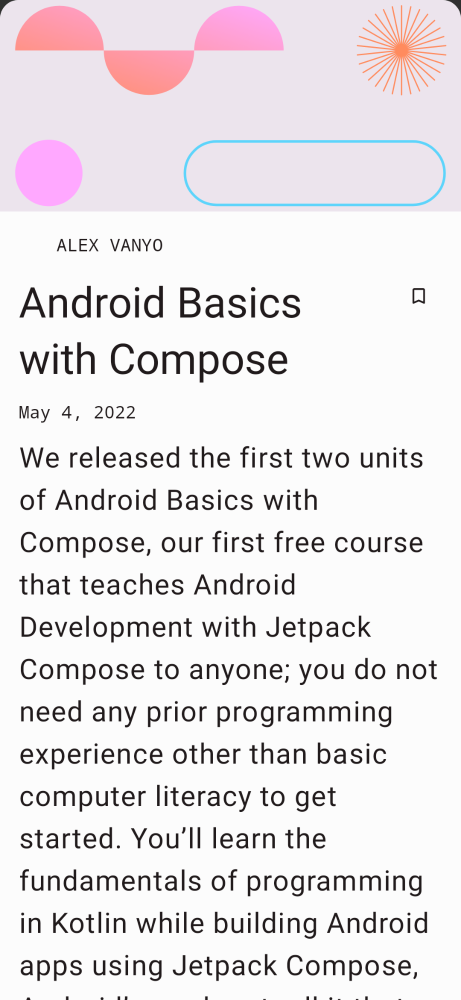 ALEX VANYO
Android Basics
with Compose
May 4, 2022
We released the first two units
of Android Basics with
Compose, our first free course
that teaches Android
Development with Jetpack
Compose to anyone; you do not
need any prior programming
experience other than basic
computer literacy to get
started. You’ll learn the
fundamentals of programming
in Kotlin while building Android
apps using Jetpack Compose,